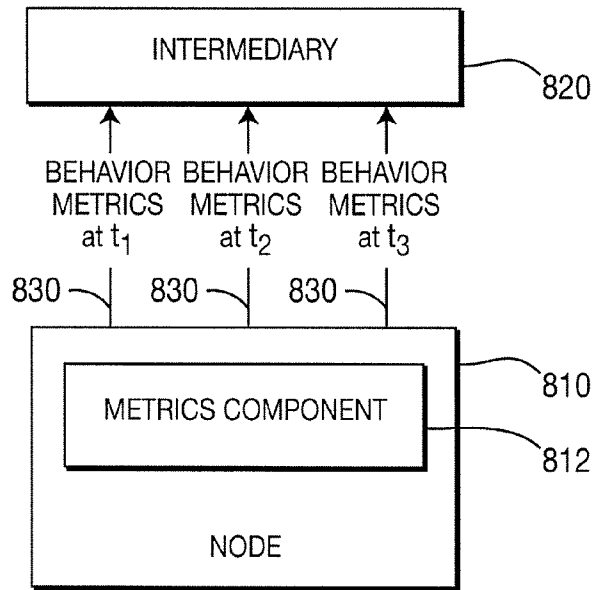 INTERMEDIARY
820
BEHAVIOR METRICS at t1
BEHAVIOR METRICS at t2
BEHAVIOR METRICS at t3
830
830
830
810
METRICS COMPONENT
812
NODE